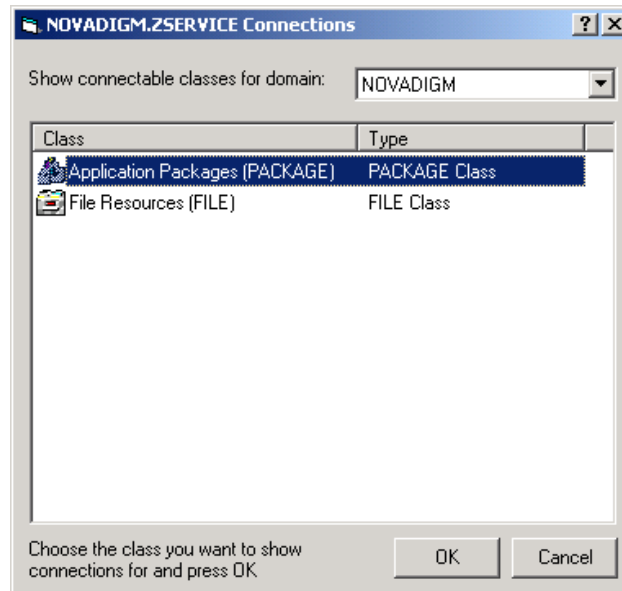 NOVADIGM.ZSERVICE Connections
Show connectable classes for domain: NOVADIGM
Class Type
Application Packages (PACKAGE) PACKAGE Class
File Resources (FILE) FILE Class
Choose the class you want to show
connections for and press OK
OK Cancel